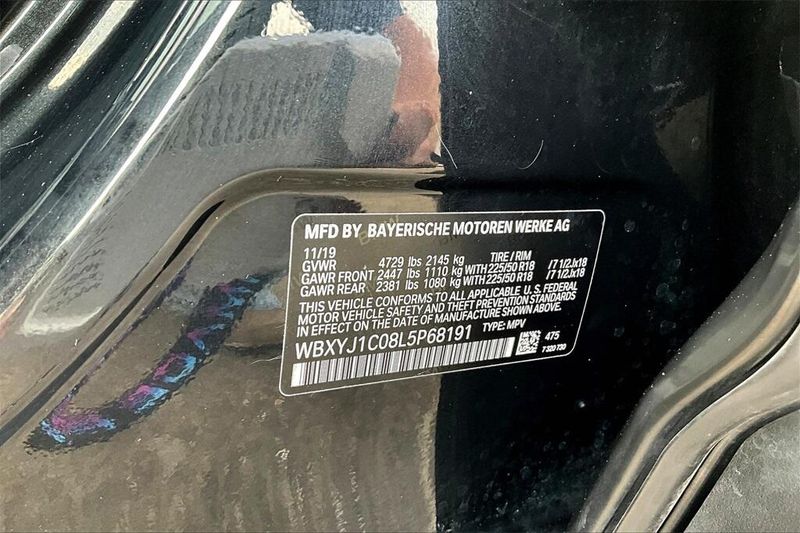 MFD BY BAYERISCHE MOTOREN WERKE AG
11/19 TIRE / RIM
GVWR 4729 lbs 2145 kg
GAWR FRONT 2447 lbs 1110 kg WITH 225/50 R18 /7 1/2Jx18
GAWR REAR 2381 lbs 1080 kg WITH 225/50 R18 /7 1/2Jx18
THIS VEHICLE CONFORMS TO ALL APPLICABLE U.S. FEDERAL
MOTOR VEHICLE SAFETY AND THEFT PREVENTION STANDARDS
IN EFFECT ON THE DATE OF MANUFACTURE SHOWN ABOVE.
WBXYJ1C08L5P68191 TYPE: MPV
475
7 320 730